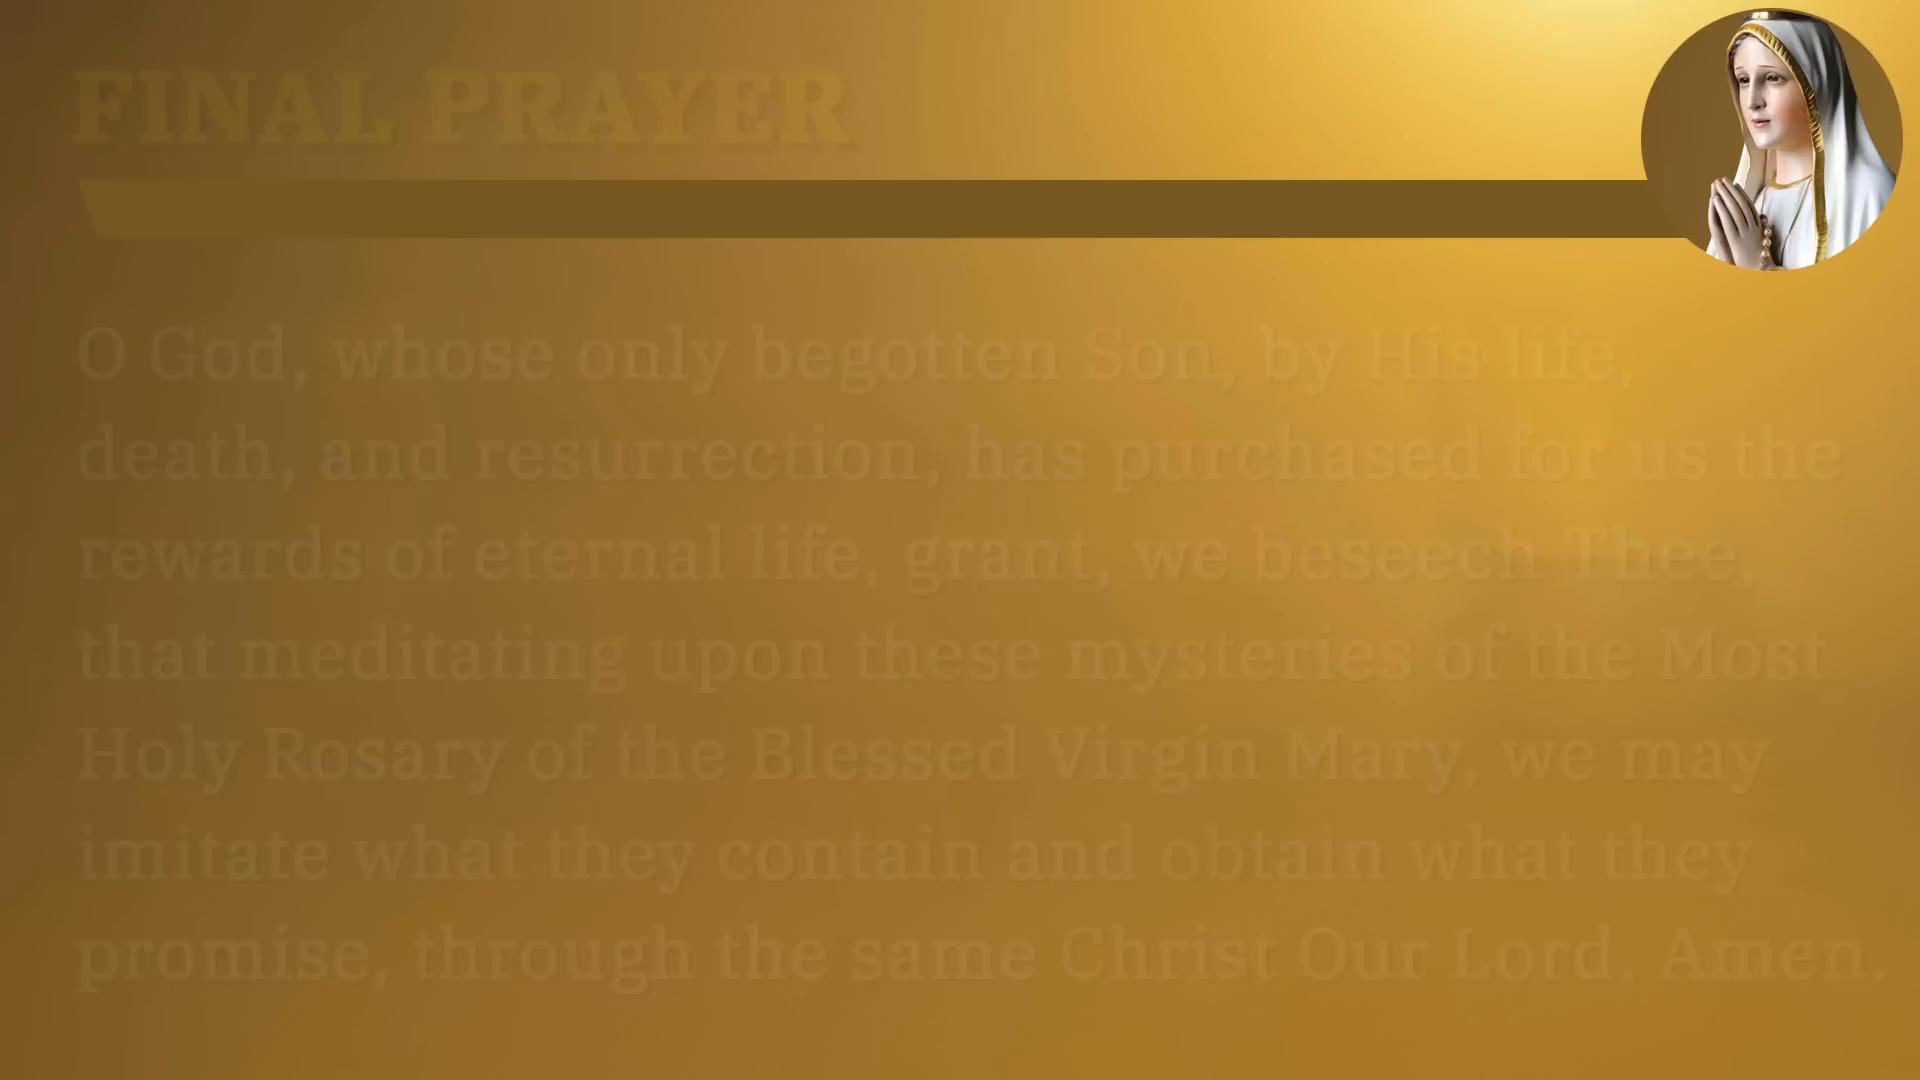 FINAL PRAYER
O God, whose only begotten Son, by His life,
death, and resurrection, has purchased for us the
rewards of eternal life, grant, we beseech Thee,
that meditating upon these mysteries of the Most
Holy Rosary of the Blessed Virgin Mary, we may
imitate what they contain and obtain what they
promise, through the same Christ Our Lord. Amen.